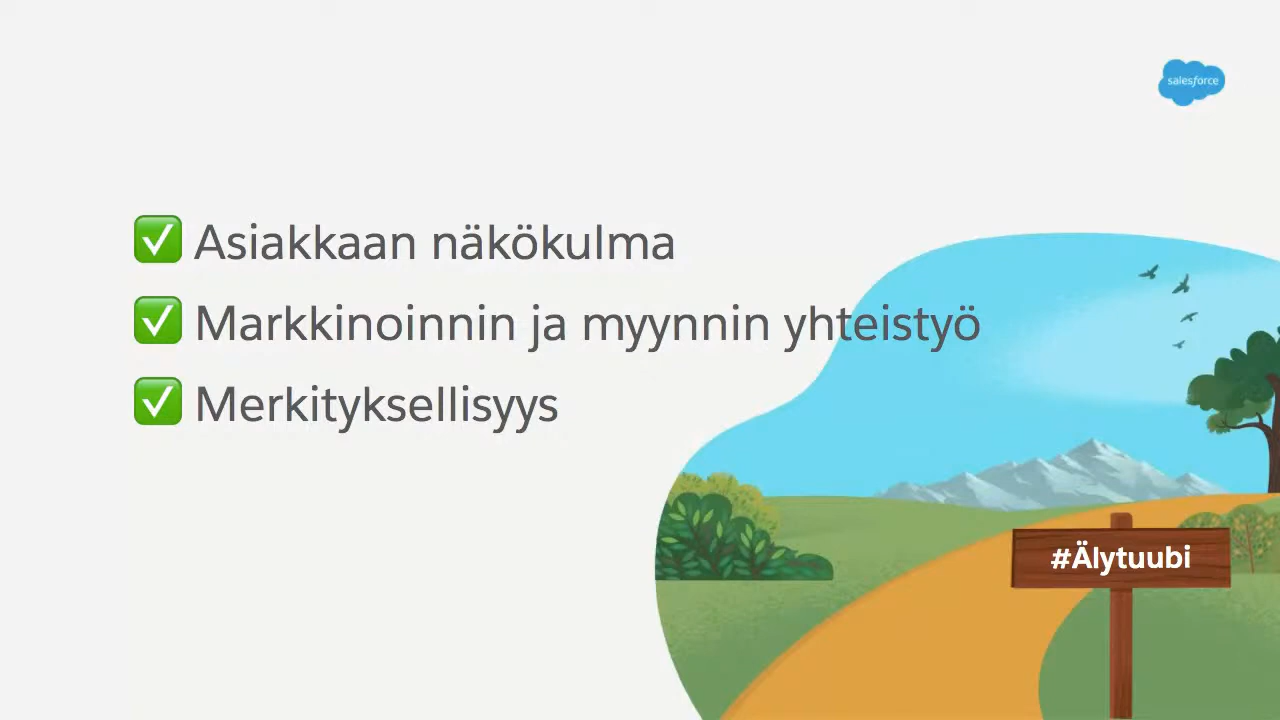 salesforce
✅ Asiakkaan näkökulma
✅ Markkinoinnin ja myynnin yhteistyö
✅ Merkityksellisyys
#Älytuubi